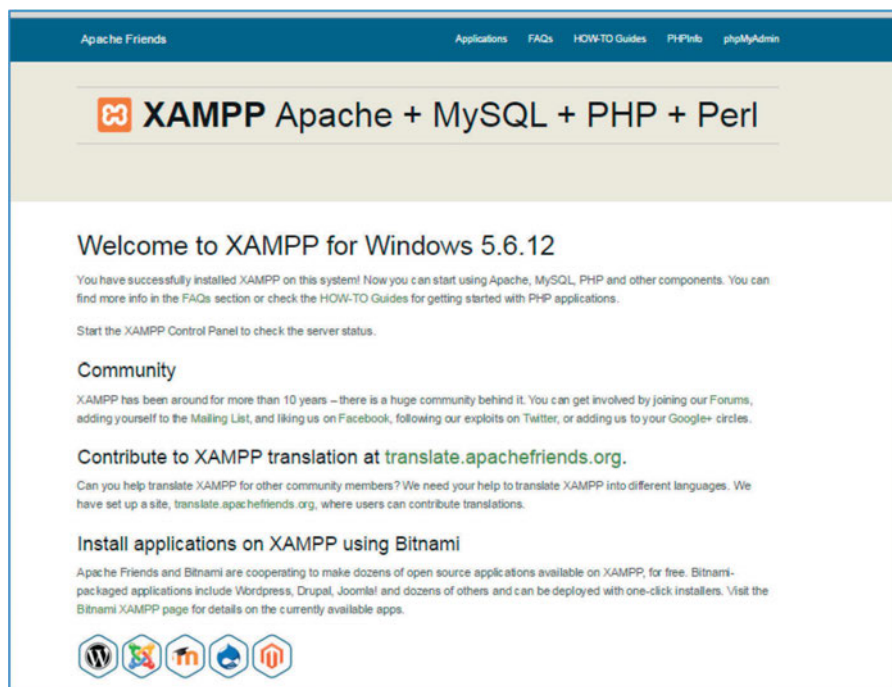 Apache Friends
Applications FAQs HOW-TO Guides PHPInfo phpMyAdmin
XAMPP Apache + MySQL + PHP + Perl
Welcome to XAMPP for Windows 5.6.12
You have successfully installed XAMPP on this system! Now you can start using Apache, MySQL, PHP and other components. You can
find more info in the FAQs section or check the HOW-TO Guides for getting started with PHP applications.
Start the XAMPP Control Panel to check the server status.
Community
XAMPP has been around for more than 10 years – there is a huge community behind it. You can get involved by joining our Forums,
adding yourself to the Mailing List, and liking us on Facebook, following our exploits on Twitter, or adding us to your Google+ circles.
Contribute to XAMPP translation at translate.apachefriends.org.
Can you help translate XAMPP for other community members? We need your help to translate XAMPP into different languages. We
have set up a site, translate.apachefriends.org, where users can contribute translations.
Install applications on XAMPP using Bitnami
Apache Friends and Bitnami are cooperating to make dozens of open source applications available on XAMPP, for free. Bitnami-
packaged applications include Wordpress, Drupal, Joomla! and dozens of others and can be deployed with one-click installers. Visit the
Bitnami XAMPP page for details on the currently available apps.